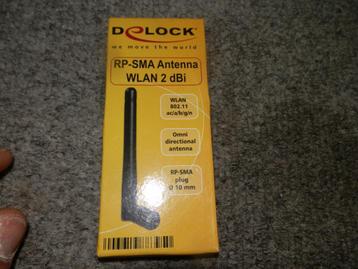 DELOCK
we move the world
RP-SMA Antenna
WLAN 2 dBi
WLAN
802.11
ac/a/b/g/n
Omni
directional
antenna
RP-SMA
plug
Ø 10 mm